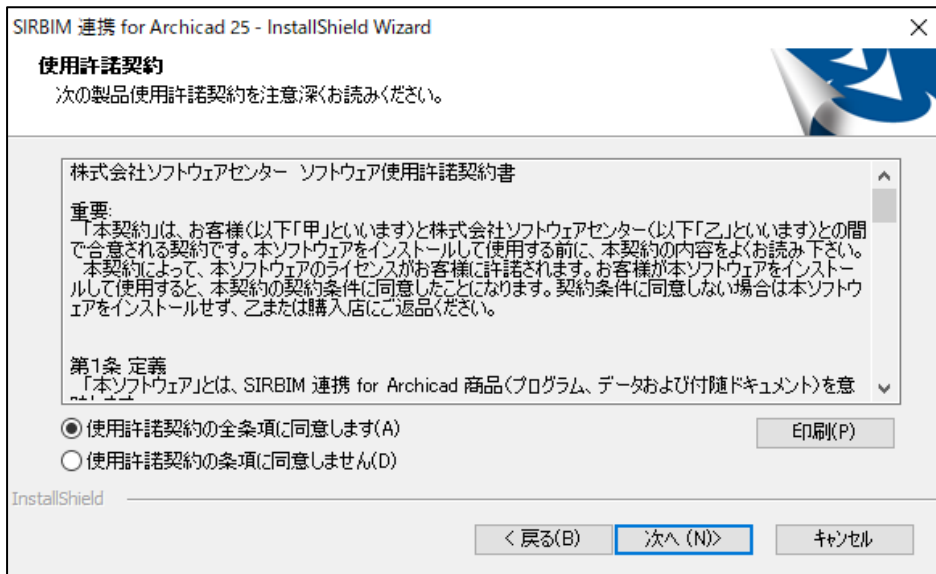 SIRBIM 連携 for Archicad 25 - InstallShield Wizard
使用許諾契約
次の製品使用許諾契約を注意深くお読みください。
株式会社ソフトウェアセンター ソフトウェア使用許諾契約書
重要:
「本契約」は、お客様(以下「甲」といいます)と株式会社ソフトウェアセンター(以下「乙」といいます)との間
で合意される契約です。本ソフトウェアをインストールして使用する前に、本契約の内容をよくお読み下さい。
本契約によって、本ソフトウェアのライセンスがお客様に許諾されます。お客様が本ソフトウェアをインストー
ルして使用すると、本契約の契約条件に同意したことになります。契約条件に同意しない場合は本ソフトウ
ェアをインストールせず、乙または購入店にご返品ください。
第1条 定義
「本ソフトウェア」とは、SIRBIM 連携 for Archicad 商品(プログラム、データおよび付随ドキュメント)を意
使用許諾契約の全条項に同意します(A)
印刷(P)
使用許諾契約の条項に同意しません(D)
InstallShield
< 戻る(B)
次へ (N)>
キャンセル